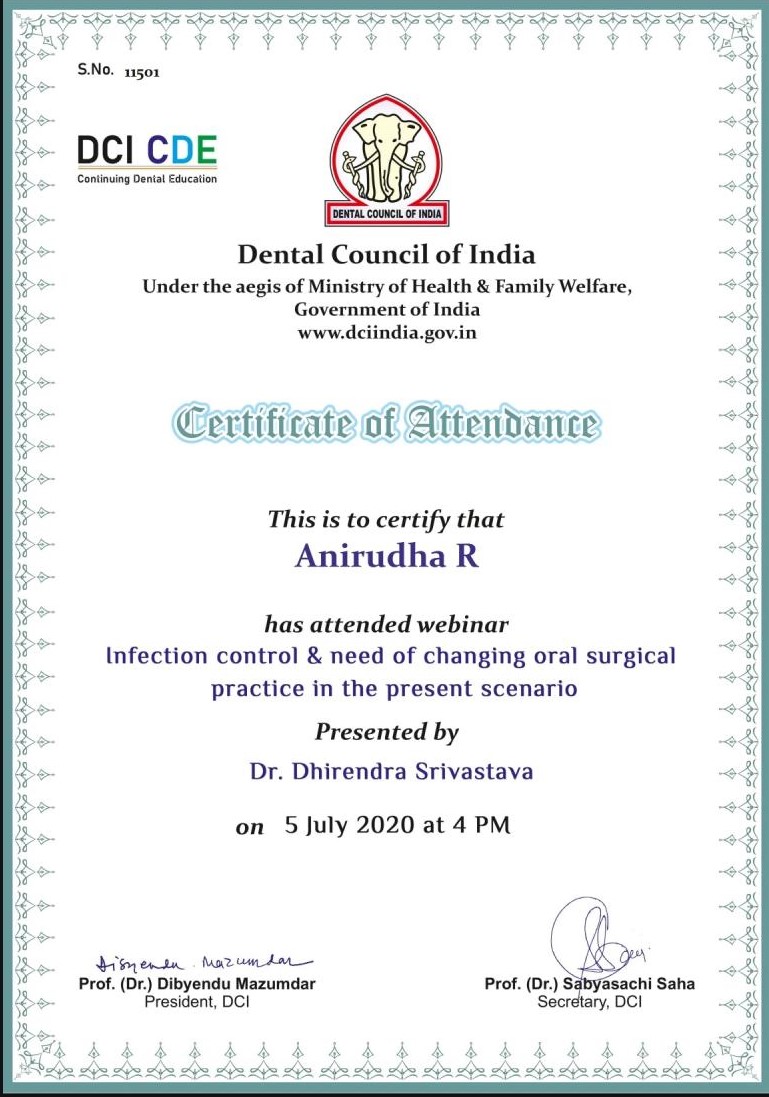 S.No. 11501
DCI CDE
Continuing Dental Education
DENTAL COUNCIL OF INDIA
Dental Council of India
Under the aegis of Ministry of Health & Family Welfare,
Government of India
www.dciindia.gov.in
Certificate of Attendance
This is to certify that
Anirudha R
has attended webinar
Infection control & need of changing oral surgical
practice in the present scenario
Presented by
Dr. Dhirendra Srivastava
on 5 July 2020 at 4 PM
Dibyendu Mazumdar
Prof. (Dr.) Dibyendu Mazumdar
President, DCI
Prof. (Dr.) Sabyasachi Saha
Secretary, DCI